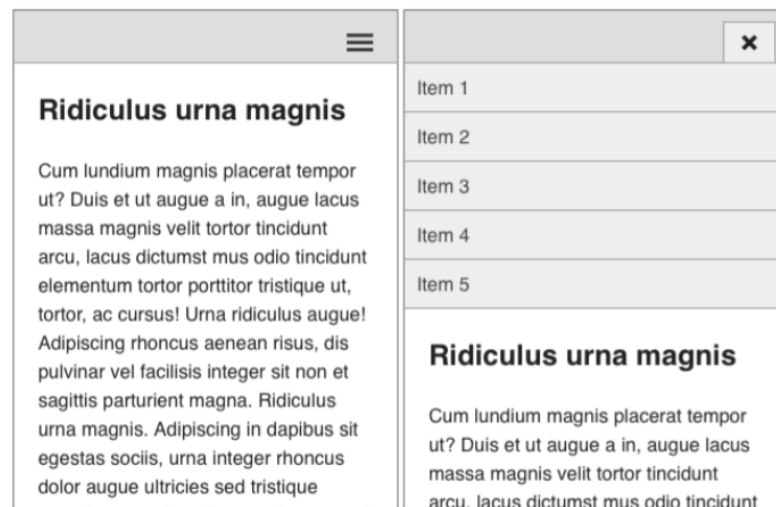 Ridiculus urna magnis
Cum lundium magnis placerat tempor
ut? Duis et ut augue a in, augue lacus
massa magnis velit tortor tincidunt
arcu, lacus dictumst mus odio tincidunt
elementum tortor porttitor tristique ut,
tortor, ac cursus! Urna ridiculus augue!
Adipiscing rhoncus aenean risus, dis
pulvinar vel facilisis integer sit non et
sagittis parturient magna. Ridiculus
urna magnis. Adipiscing in dapibus sit
egestas sociis, urna integer rhoncus
dolor augue ultricies sed tristique
Item 1
Item 2
Item 3
Item 4
Item 5
Ridiculus urna magnis
Cum lundium magnis placerat tempor
ut? Duis et ut augue a in, augue lacus
massa magnis velit tortor tincidunt
arcu, lacus dictumst mus odio tincidunt